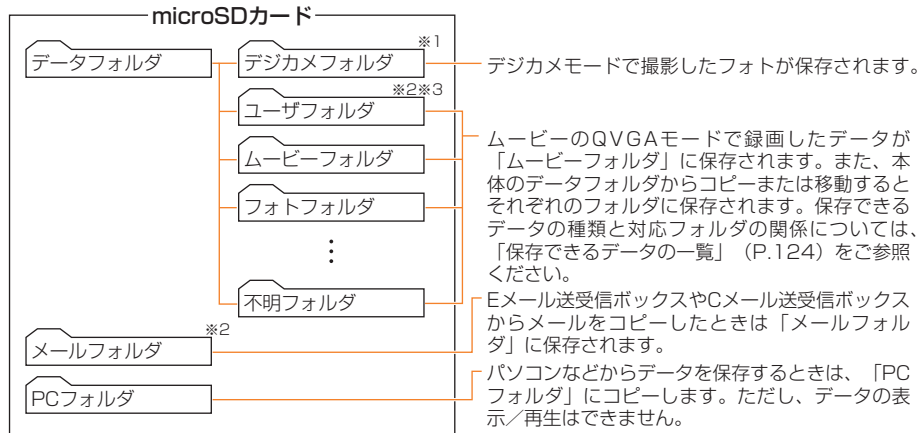 microSDカード
データフォルダ
デジカメフォルダ
※1
ユーザフォルダ
※2※3
ムービーフォルダ
フォトフォルダ
⋮
不明フォルダ
メールフォルダ
※2
PCフォルダ
デジカメモードで撮影したフォトが保存されます。
ムービーのQVGAモードで録画したデータが
「ムービーフォルダ」に保存されます。また、本
体のデータフォルダからコピーまたは移動すると
それぞれのフォルダに保存されます。保存できる
データの種類と対応フォルダの関係については、
「保存できるデータの一覧」(P.124)をご参照
ください。
Eメール送受信ボックスやCメール送受信ボックス
からメールをコピーしたときは「メールフォル
ダ」に保存されます。
パソコンなどからデータを保存するときは、「PC
フォルダ」にコピーします。ただし、データの表
示/再生はできません。